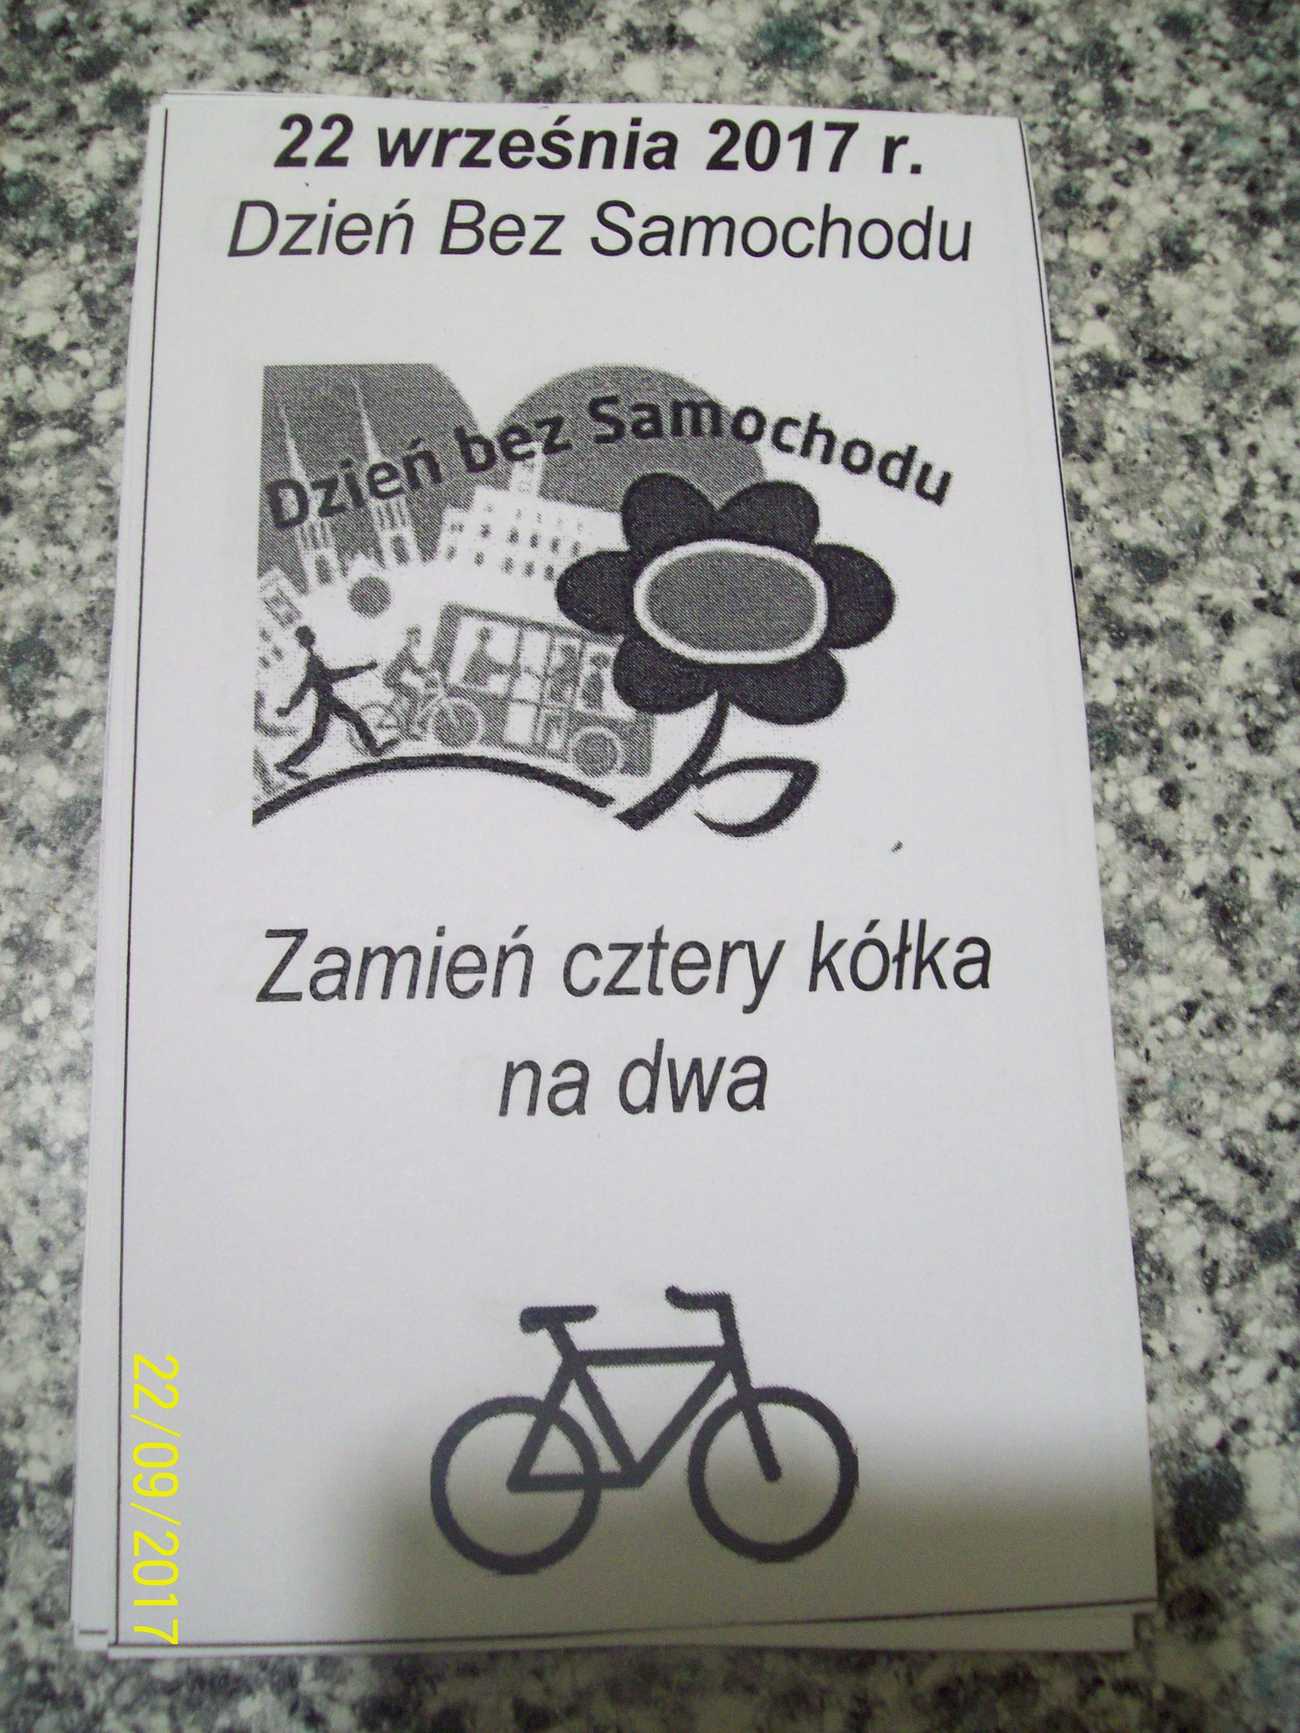 22 września 2017 r.
Dzień Bez Samochodu
Dzień bez Samochodu
Zamień cztery kółka
na dwa
22/09/2017